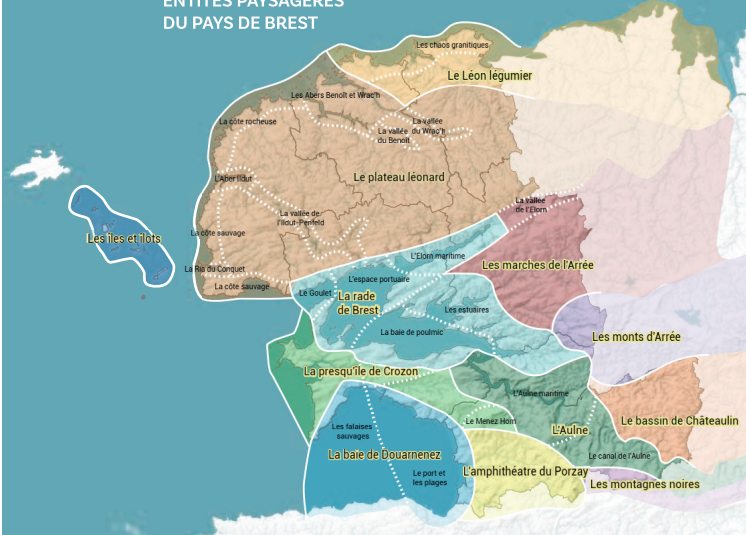 ENTITÉS PAYSAGÈRES
DU PAYS DE BREST
Les chaos granitiques
Le Léon légumier
Les Abers Benoît et Wrac'h
La côte rocheuse
La vallée
du Wrac'h
La vallée
du Benoît
L'Aber Ildut
Le plateau léonard
La vallée
de l'Elorn
La vallée de
l'Ildut-Penfeld
La côte sauvage
Les îles et îlots
L'Elorn maritime
Les marches de l'Arrée
La Ria du Conquet
La côte sauvage
L'espace portuaire
Le Goulet
La rade
de Brest
Les estuaires
La baie de poulmic
Les monts d'Arrée
La presqu'île de Crozon
L'Aulne maritime
Le Menez Hom
L'Aulne
Le bassin de Châteaulin
Les falaises
sauvages
La baie de Douarnenez
Le canal de l'Aulne
Le port et
les plages
L'amphithéatre du Porzay
Les montagnes noires